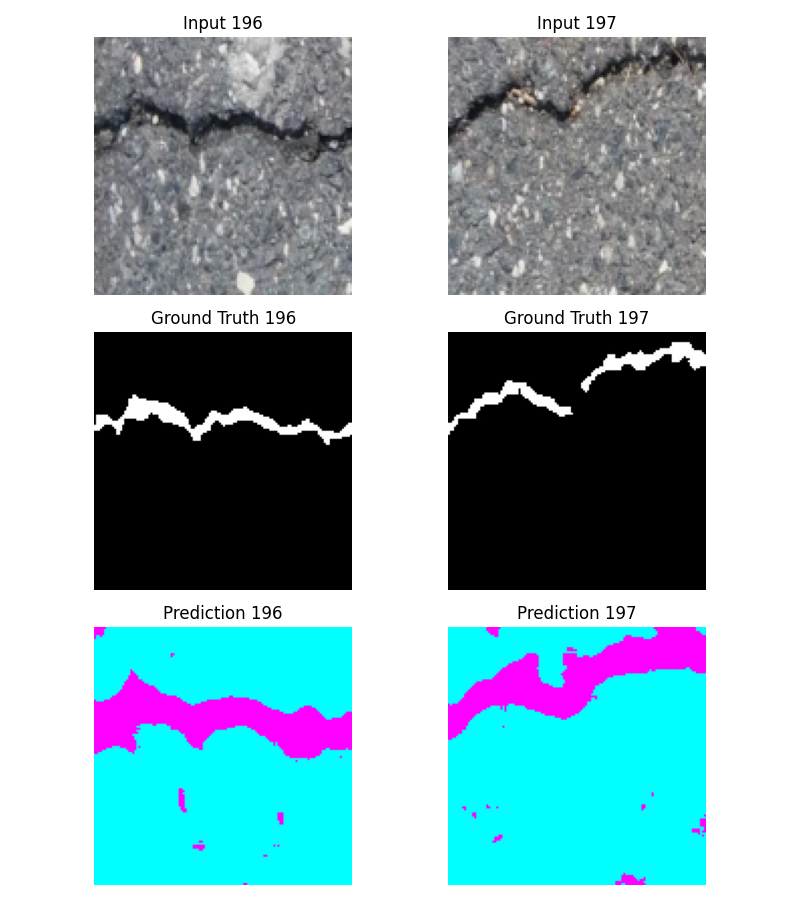 Input 196
Input 197
Ground Truth 196
Ground Truth 197
Prediction 196
Prediction 197